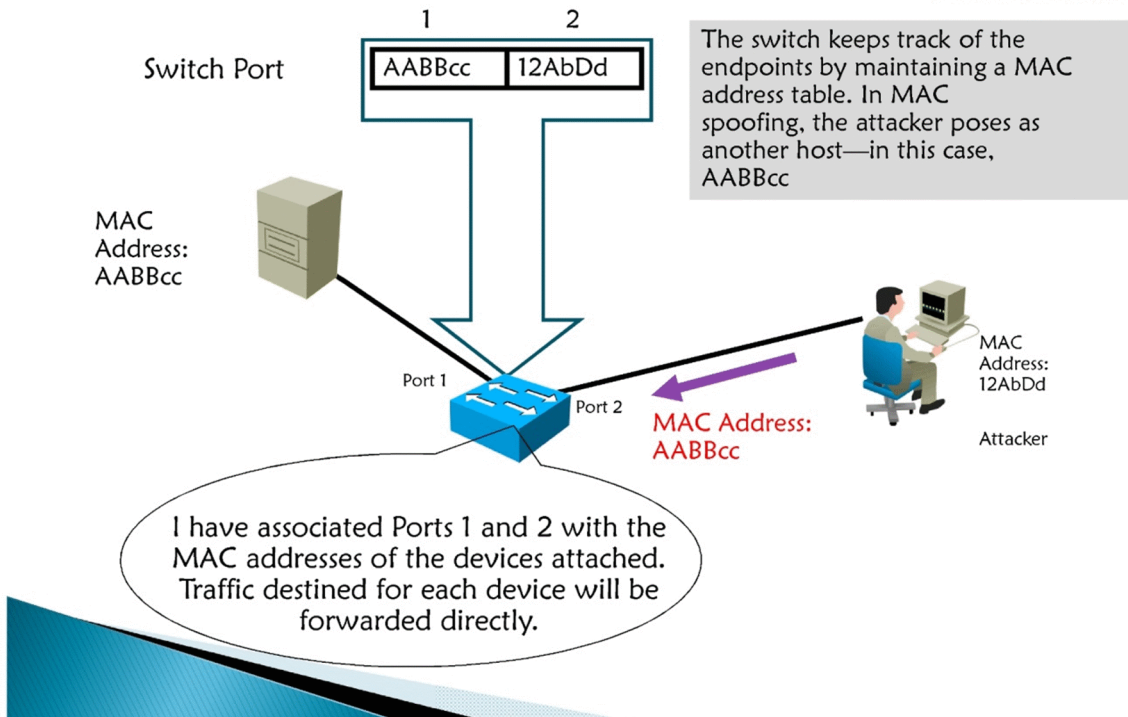 1 2
Switch Port
AABBcc 12AbDd
The switch keeps track of the
endpoints by maintaining a MAC
address table. In MAC
spoofing, the attacker poses as
another host—in this case,
AABBcc
MAC
Address:
AABBcc
Port 1
Port 2
MAC Address:
AABBcc
MAC
Address:
12AbDd
Attacker
I have associated Ports 1 and 2 with the
MAC addresses of the devices attached.
Traffic destined for each device will be
forwarded directly.